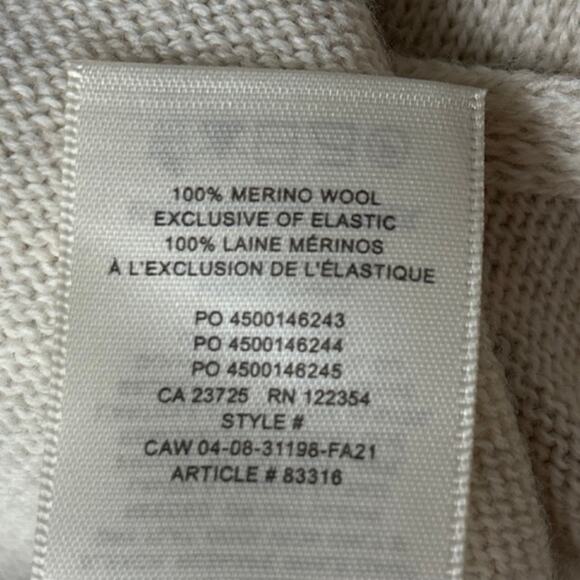 100% MERINO WOOL
EXCLUSIVE OF ELASTIC
100% LAINE MÉRINOS
À L'EXCLUSION DE L'ÉLASTIQUE
PO 4500146243
PO 4500146244
PO 4500146245
CA 23725 RN 122354
STYLE #
CAW 04-08-31198-FA21
ARTICLE # 83316